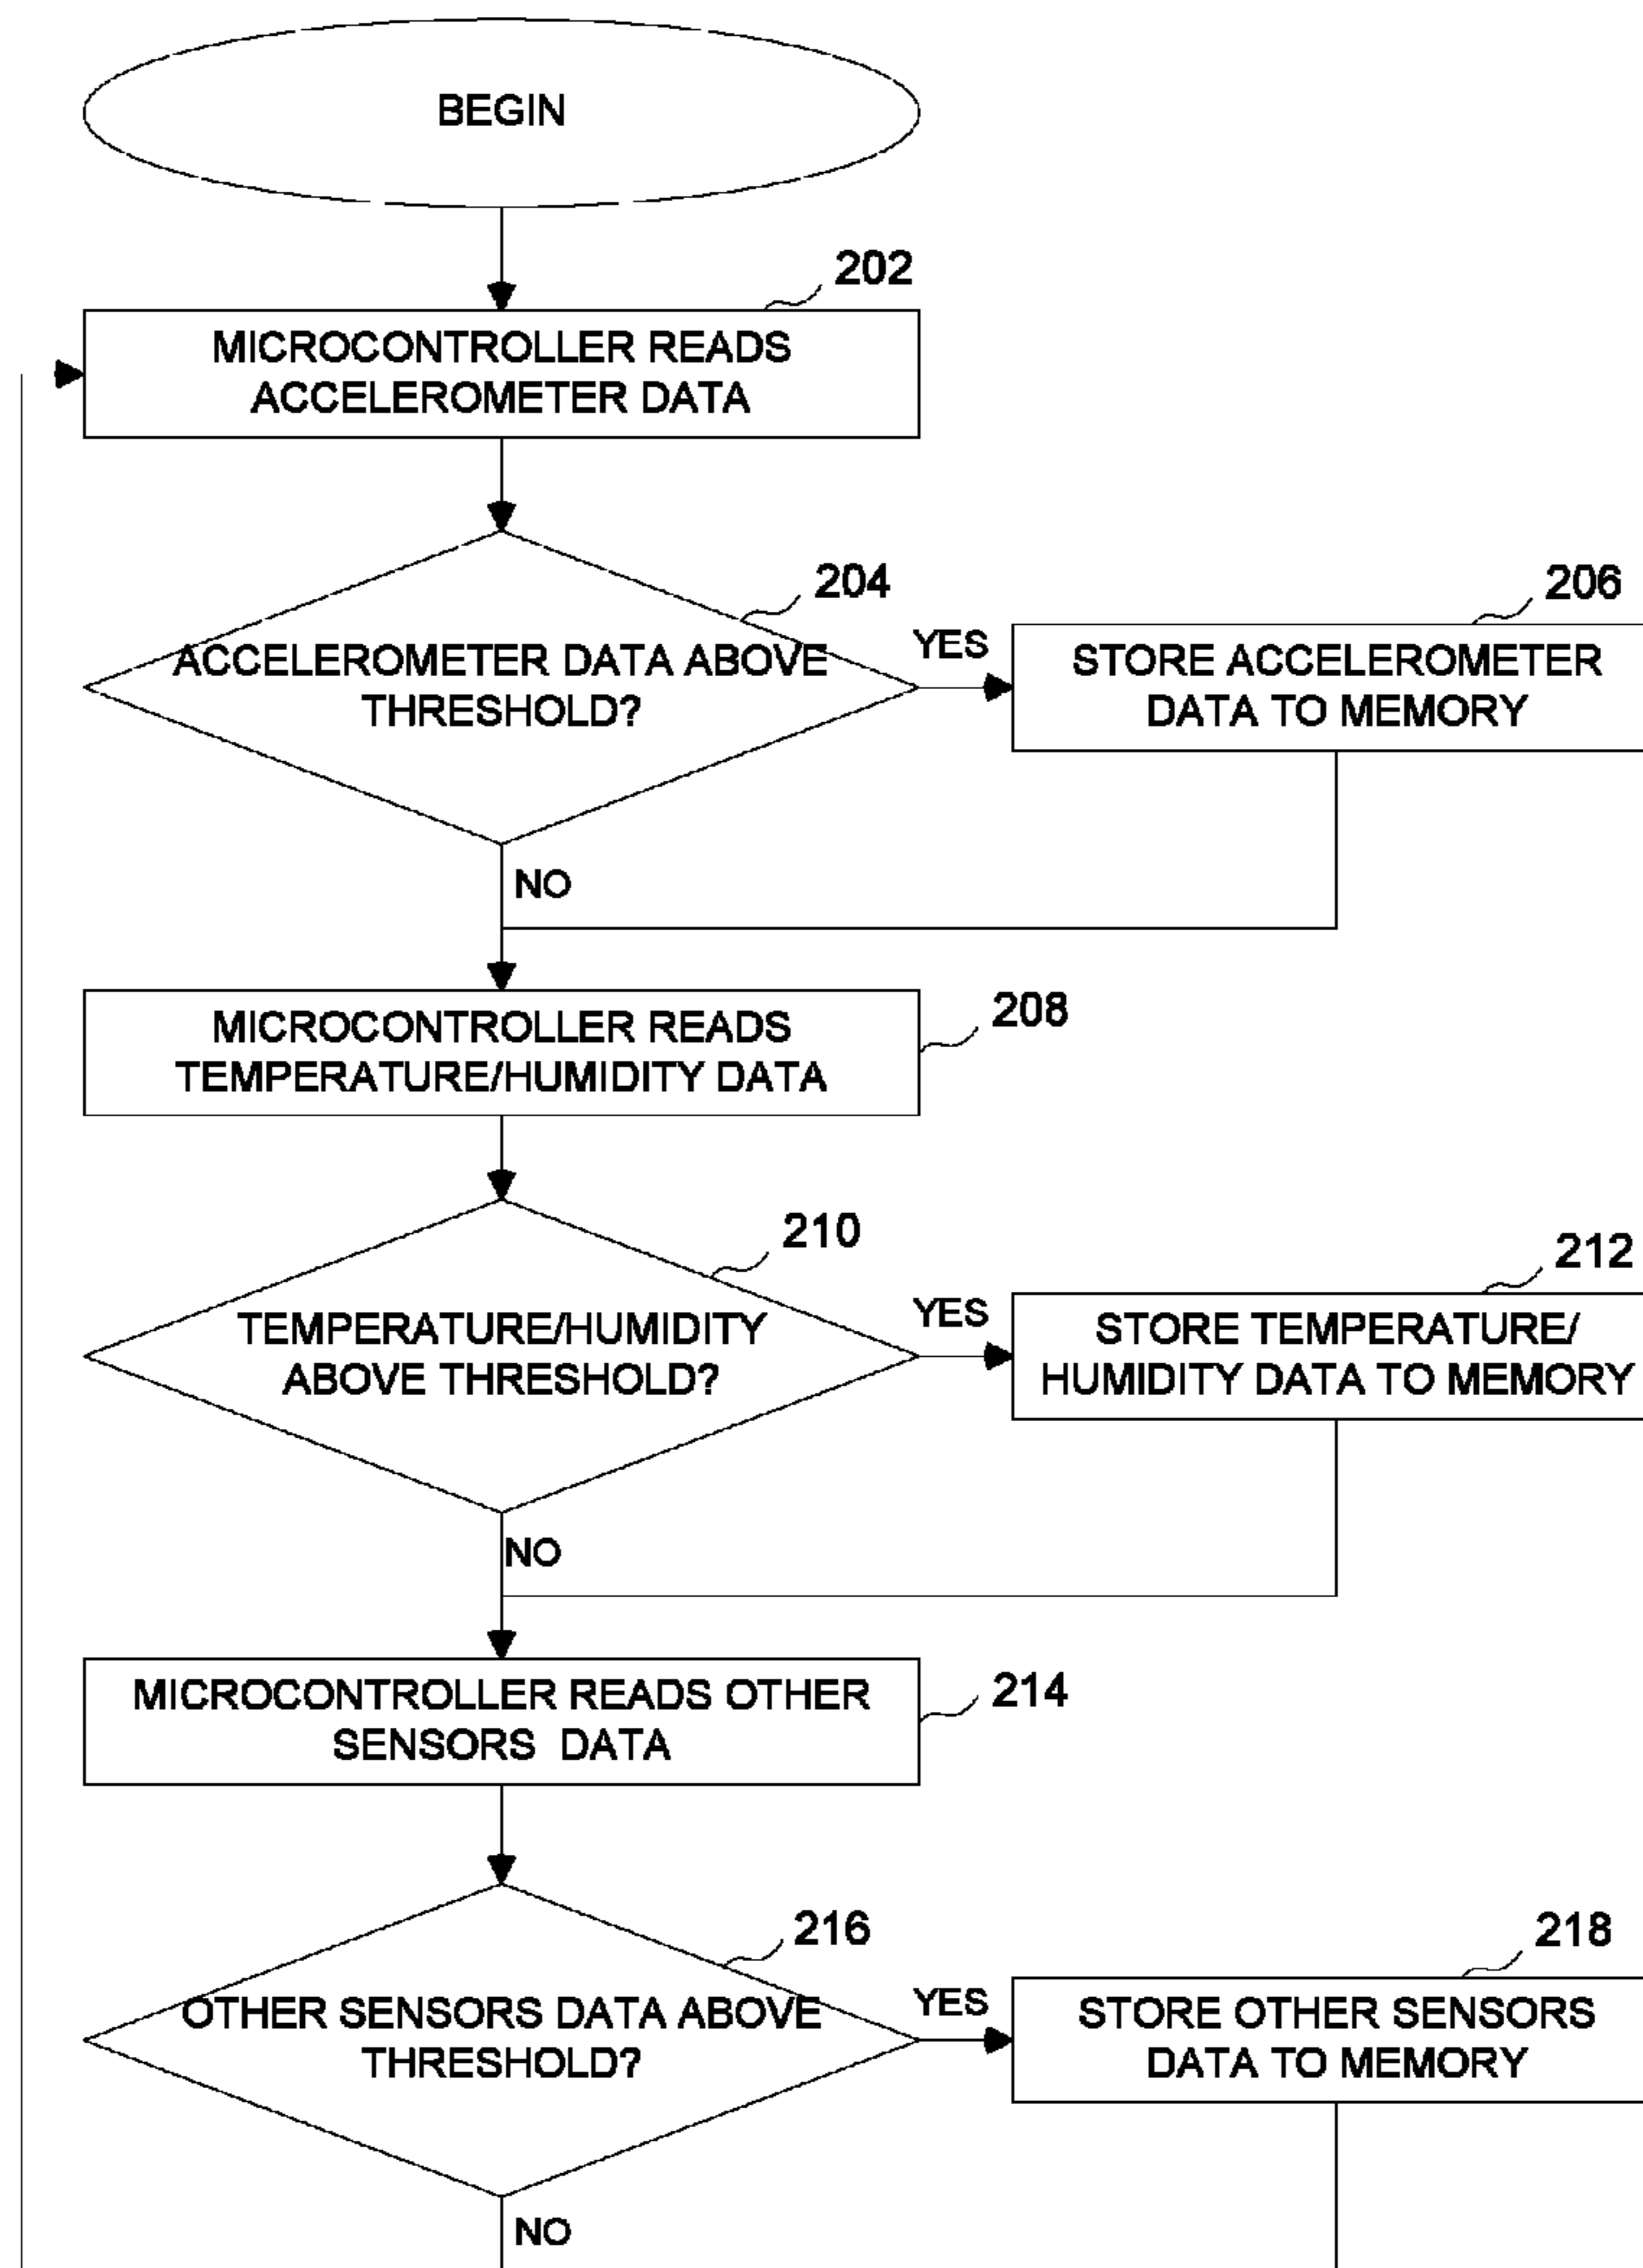 BEGIN
202
MICROCONTROLLER READS
ACCELEROMETER DATA
204
ACCELEROMETER DATA ABOVE
THRESHOLD?
YES
206
STORE ACCELEROMETER
DATA TO MEMORY
NO
208
MICROCONTROLLER READS
TEMPERATURE/HUMIDITY DATA
210
TEMPERATURE/HUMIDITY
ABOVE THRESHOLD?
YES
212
STORE TEMPERATURE/
HUMIDITY DATA TO MEMORY
NO
214
MICROCONTROLLER READS OTHER
SENSORS DATA
216
OTHER SENSORS DATA ABOVE
THRESHOLD?
YES
218
STORE OTHER SENSORS
DATA TO MEMORY
NO